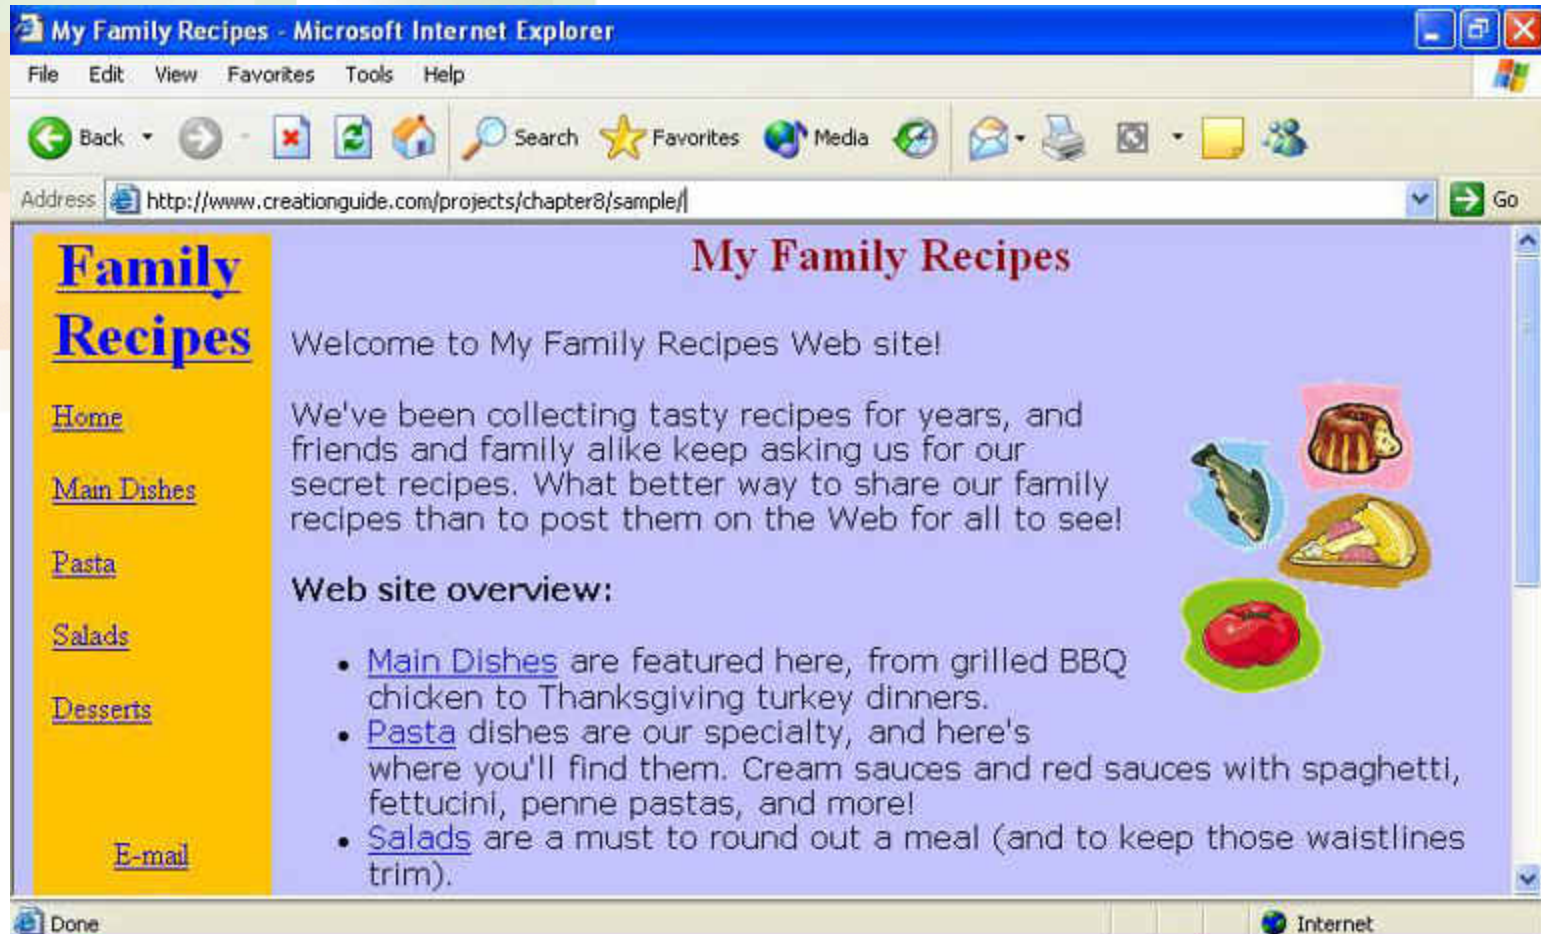 My Family Recipes - Microsoft Internet Explorer
File Edit View Favorites Tools Help
Back Search Favorites Media
Address http://www.creationguide.com/projects/chapter8/sample/ Go
Family
Recipes
Home
Main Dishes
Pasta
Salads
Desserts
E-mail
My Family Recipes
Welcome to My Family Recipes Web site!
We've been collecting tasty recipes for years, and
friends and family alike keep asking us for our
secret recipes. What better way to share our family
recipes than to post them on the Web for all to see!
Web site overview:
• Main Dishes are featured here, from grilled BBQ
chicken to Thanksgiving turkey dinners.
• Pasta dishes are our specialty, and here's
where you'll find them. Cream sauces and red sauces with spaghetti,
fettucini, penne pastas, and more!
• Salads are a must to round out a meal (and to keep those waistlines
trim).
Done Internet